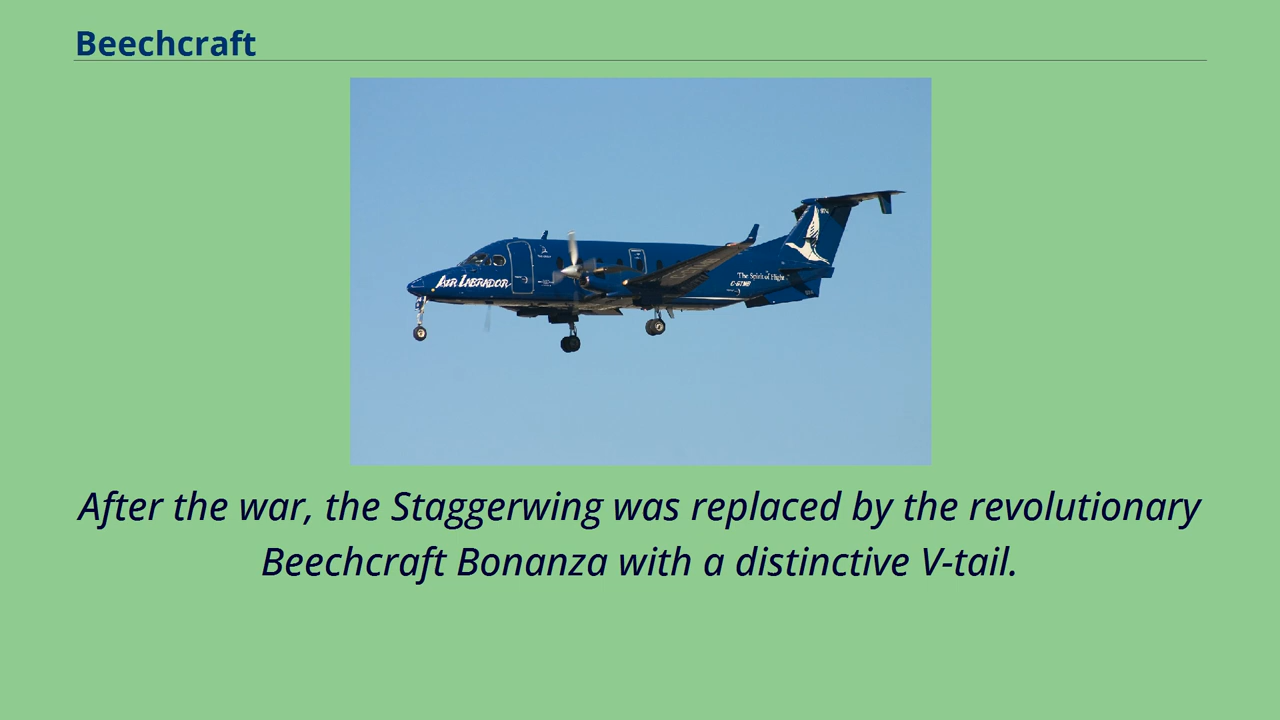 Beechcraft
AIR LABRADOR
The Spirit of Flight
After the war, the Staggerwing was replaced by the revolutionary
Beechcraft Bonanza with a distinctive V-tail.